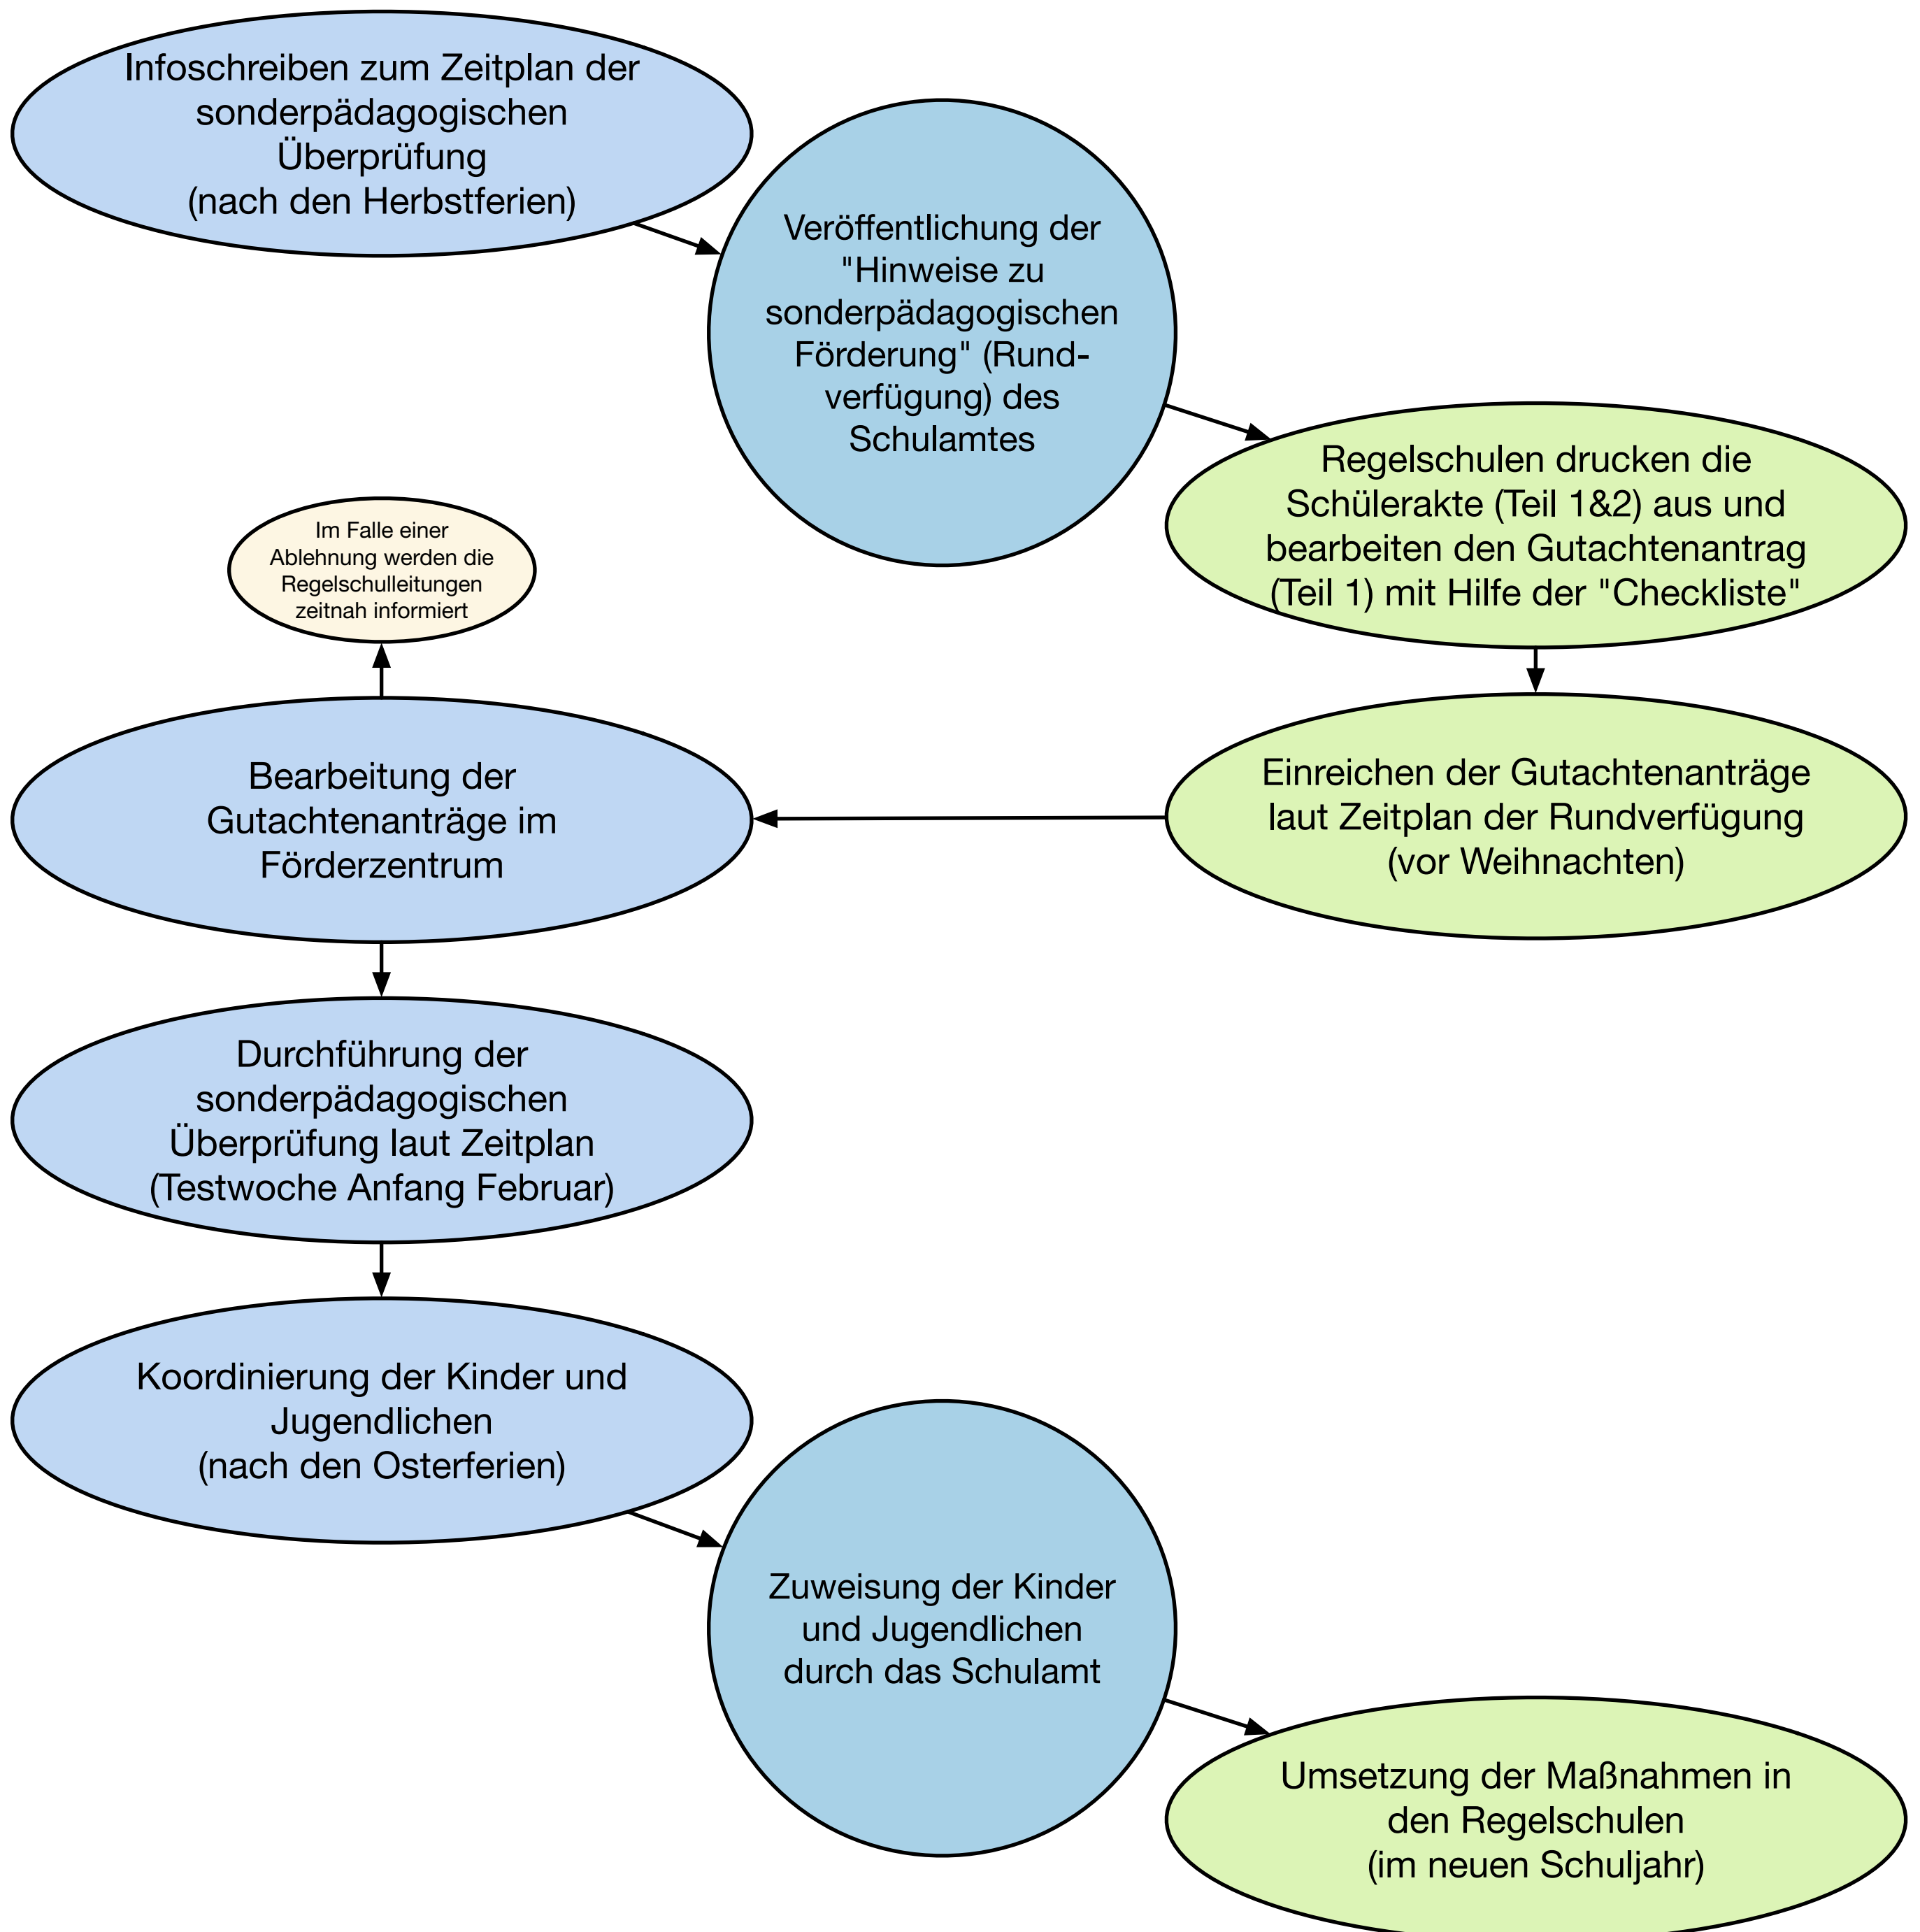 Infoschreiben zum Zeitplan der
sonderpädagogischen
Überprüfung
(nach den Herbstferien)
Veröffentlichung der
"Hinweise zu
sonderpädagogischen
Förderung" (Rund-
verfügung) des
Schulamtes
Regelschulen drucken die
Schülerakte (Teil 1&2) aus und
bearbeiten den Gutachtenantrag
(Teil 1) mit Hilfe der "Checkliste"
Einreichen der Gutachtenanträge
laut Zeitplan der Rundverfügung
(vor Weihnachten)
Im Falle einer
Ablehnung werden die
Regelschulleitungen
zeitnah informiert
Bearbeitung der
Gutachtenanträge im
Förderzentrum
Durchführung der
sonderpädagogischen
Überprüfung laut Zeitplan
(Testwoche Anfang Februar)
Koordinierung der Kinder und
Jugendlichen
(nach den Osterferien)
Zuweisung der Kinder
und Jugendlichen
durch das Schulamt
Umsetzung der Maßnahmen in
den Regelschulen
(im neuen Schuljahr)